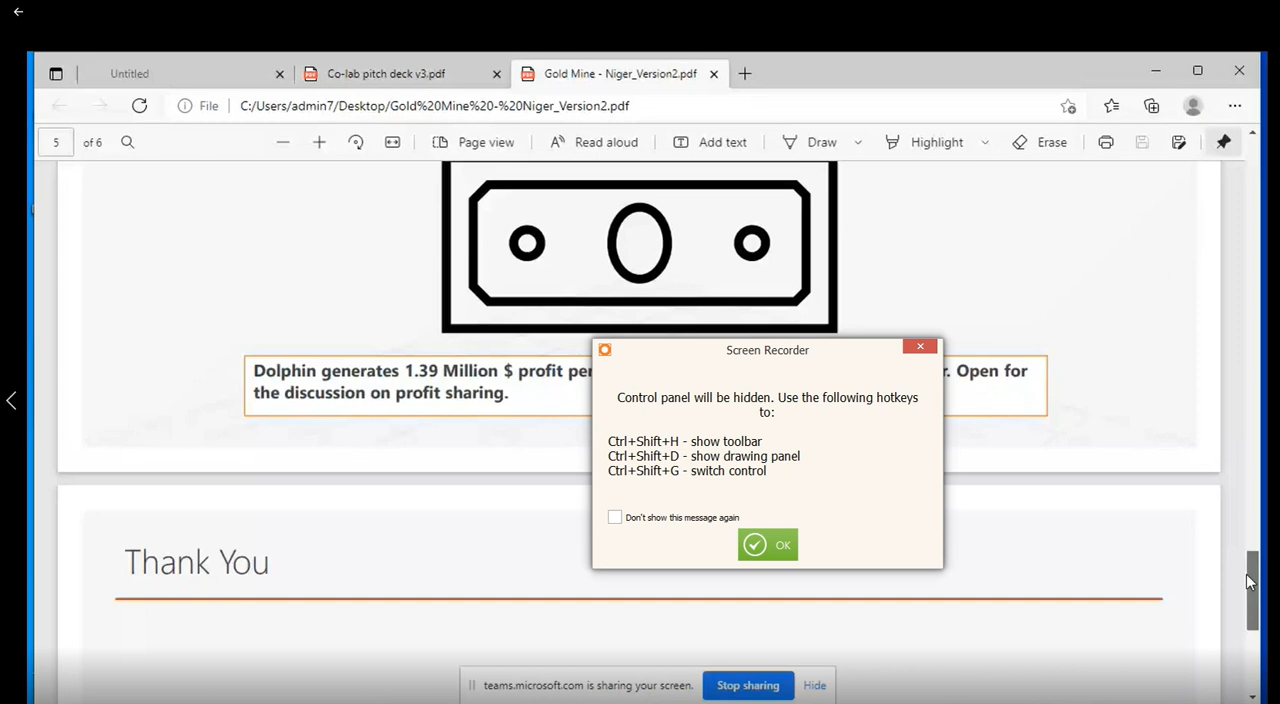 Untitled
Co-lab pitch deck v3.pdf
Gold Mine - Niger_Version2.pdf
File
C:/Users/admin7/Desktop/Gold%20Mine%20-%20Niger_Version2.pdf
5 of 6
Page view
Read aloud
Add text
Draw
Highlight
Erase
Dolphin generates 1.39 Million $ profit per
. Open for
the discussion on profit sharing.
Screen Recorder
Control panel will be hidden. Use the following hotkeys
to:
Ctrl+Shift+H - show toolbar
Ctrl+Shift+D - show drawing panel
Ctrl+Shift+G - switch control
Don't show this message again
OK
Thank You
teams.microsoft.com is sharing your screen.
Stop sharing
Hide